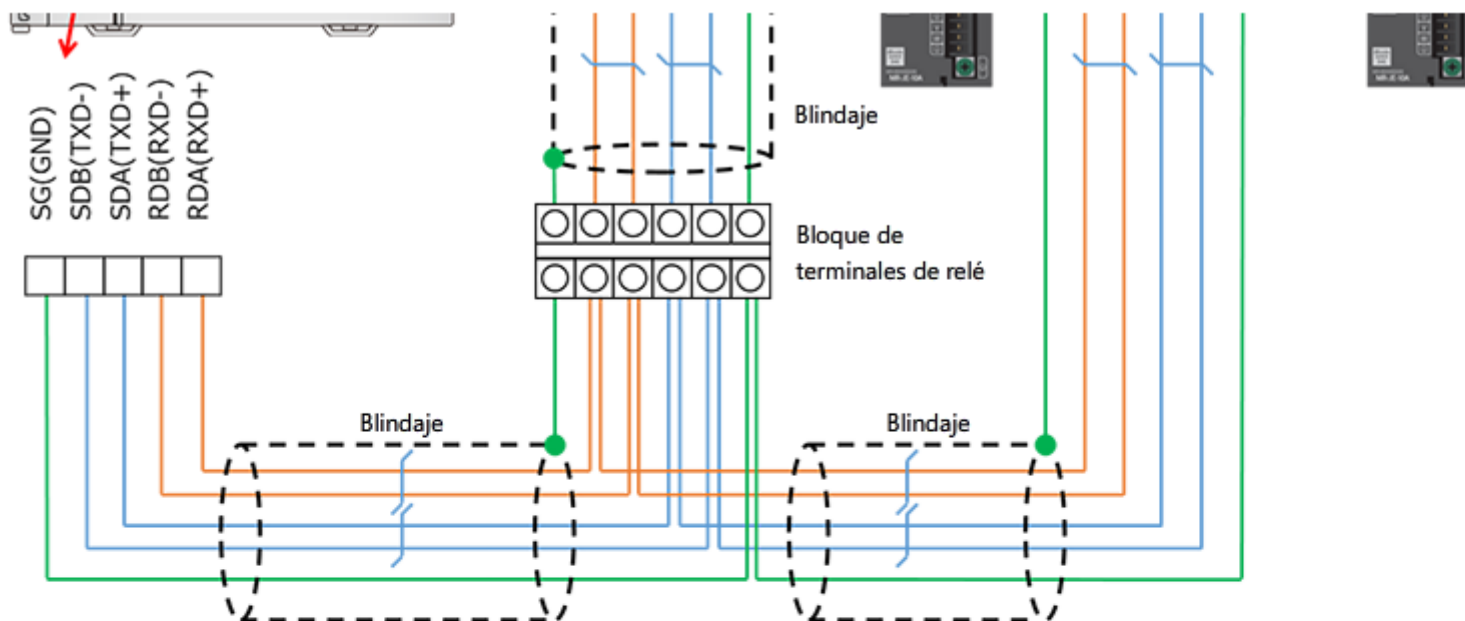 SG(GND)
SDB(TXD-)
SDA(TXD+)
RDB(RXD-)
RDA(RXD+)
Blindaje
Bloque de
terminales de relé
Blindaje
Blindaje